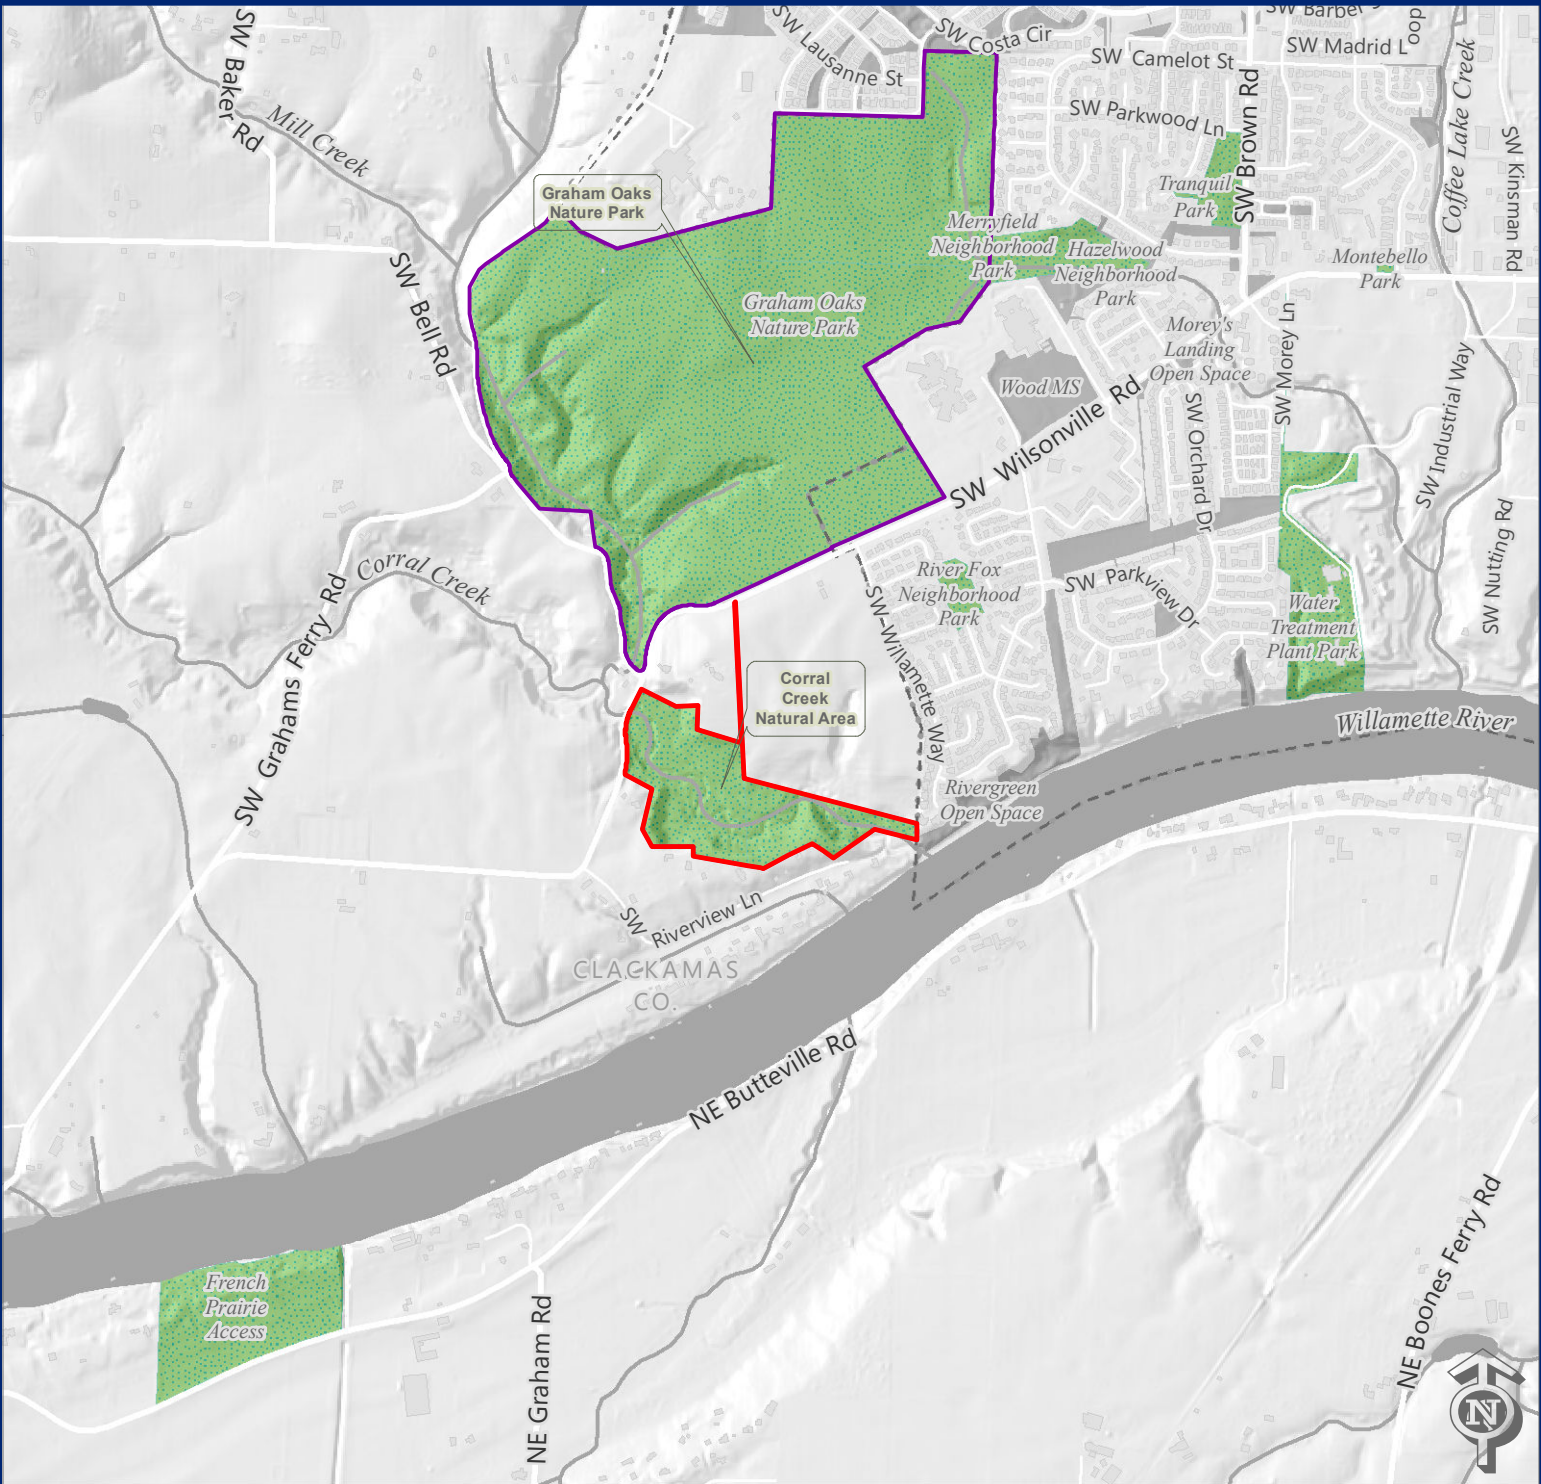 SW Baker Rd
Mill Creek
SW Lausanne St
SW Costa Cir
SW Camelot St
SW Madrid L
oop
SW Parkwood Ln
SW Brown Rd
Coffee Lake Creek
SW Kinsman Rd
Tranquil
Park
Graham Oaks
Nature Park
Merryfield
Neighborhood
Park
Hazelwood
Neighborhood
Park
Montebello
Park
SW Bell Rd
Graham Oaks
Nature Park
Morey's
Landing
Open Space
SW Morey Ln
Wood MS
SW Wilsonville Rd
SW Orchard Dr
SW Industrial Way
SW Nutting Rd
Corral Creek
SW Grahams Ferry Rd
River Fox
Neighborhood
Park
SW Parkview Dr
SW Willamette Way
Water
Treatment
Plant Park
Corral
Creek
Natural Area
Willamette River
Rivergreen
Open Space
SW
Riverview Ln
CLACKAMAS
CO.
NE Butteville Rd
French
Prairie
Access
NE Graham Rd
NE Boones Ferry Rd
N